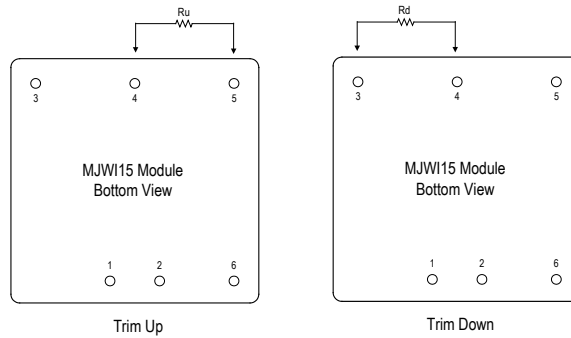 Ru
3 4 5
MJWI15 Module
Bottom View
1 2 6
Trim Up
Rd
3 4 5
MJWI15 Module
Bottom View
1 2 6
Trim Down